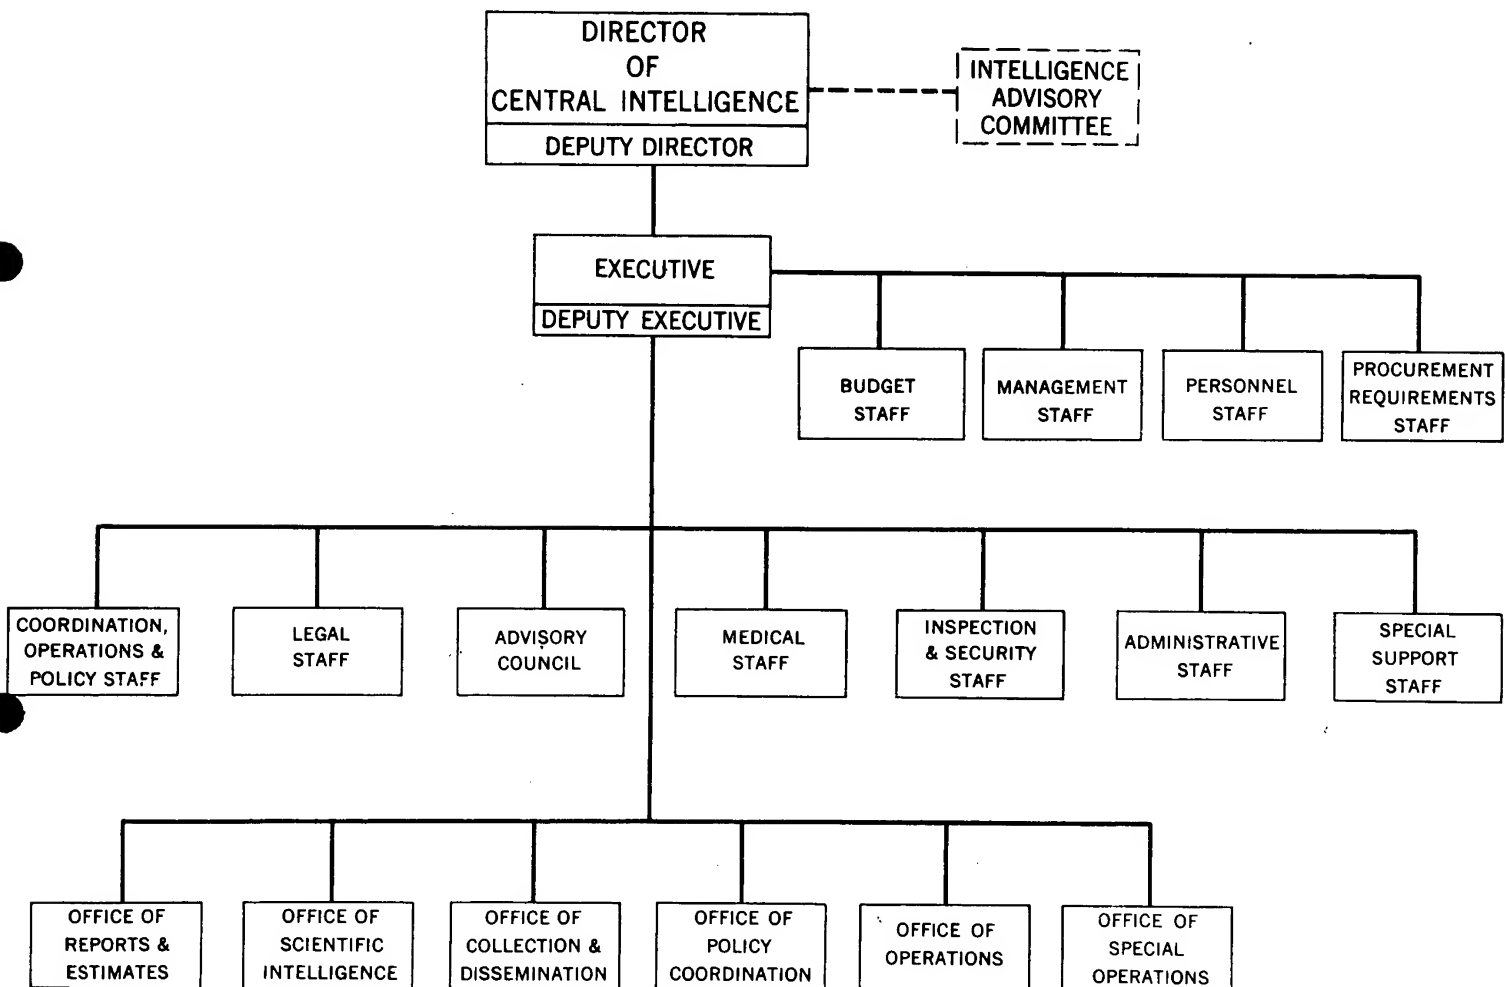 DIRECTOR
OF
CENTRAL INTELLIGENCE
DEPUTY DIRECTOR
INTELLIGENCE
ADVISORY
COMMITTEE
EXECUTIVE
DEPUTY EXECUTIVE
BUDGET
STAFF
MANAGEMENT
STAFF
PERSONNEL
STAFF
PROCUREMENT
REQUIREMENTS
STAFF
COORDINATION,
OPERATIONS &
POLICY STAFF
LEGAL
STAFF
ADVISORY
COUNCIL
MEDICAL
STAFF
INSPECTION
& SECURITY
STAFF
ADMINISTRATIVE
STAFF
SPECIAL
SUPPORT
STAFF
OFFICE OF
REPORTS &
ESTIMATES
OFFICE OF
SCIENTIFIC
INTELLIGENCE
OFFICE OF
COLLECTION &
DISSEMINATION
OFFICE OF
POLICY
COORDINATION
OFFICE OF
OPERATIONS
OFFICE OF
SPECIAL
OPERATIONS